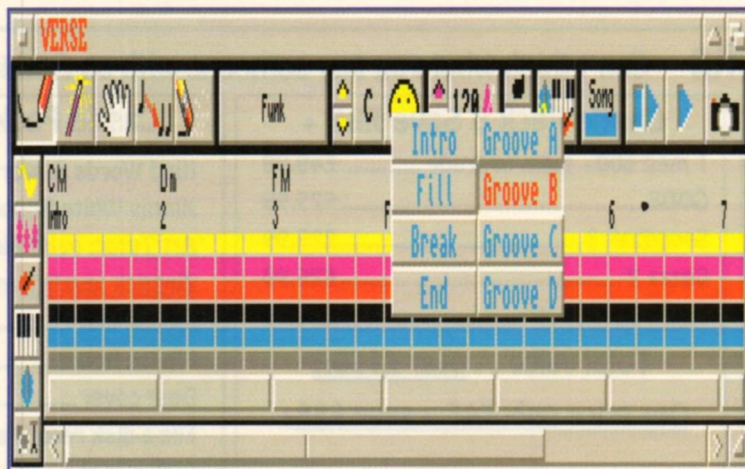 VERSE
Funk C 120 Song
Intro Groove A
CM Dm FM
Fill Groove B
Intro 2 3 F 6 7
Break Groove C
End Groove D